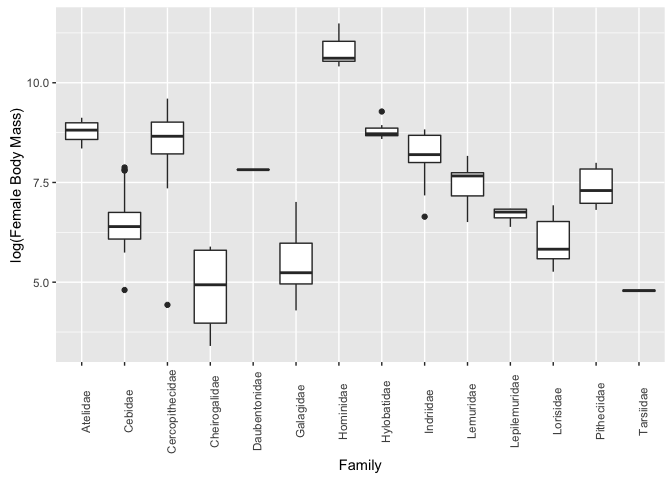 log(Female Body Mass)
10.0
7.5
5.0
Atelidae
Cebidae
Cercopithecidae
Cheirogalidae
Daubentonidae
Galagidae
Hominidae
Hylobatidae
Indriidae
Lemuridae
Lepilemuridae
Lorisidae
Pitheciidae
Tarsiidae
Family